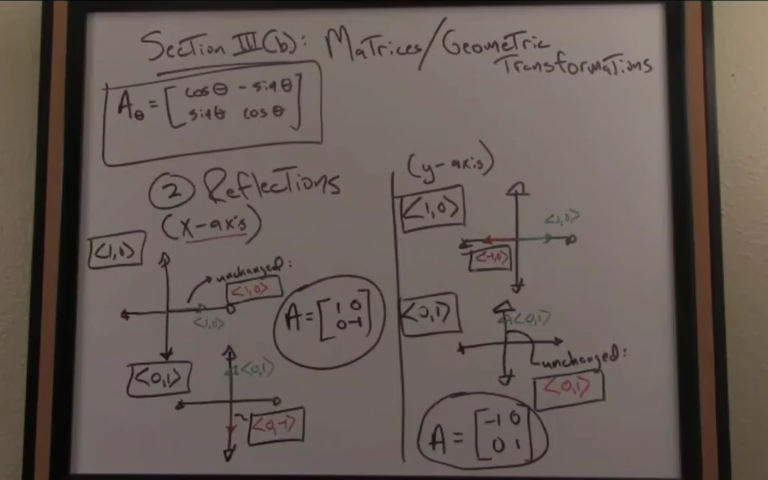 Section III(b): Matrices/Geometric Transformations
Aθ = [cosθ -sinθ
sinθ cosθ]
② Reflections
(x-axis)
<1,0>
unchanged:
<1,0>
<1,0>
A = [1 0
0 -1]
<0,1>
<0,1>
<0,-1>
(y-axis)
<1,0>
<1,0>
<-1,0>
<0,1>
<0,1>
unchanged:
<0,1>
A = [-1 0
0 1]